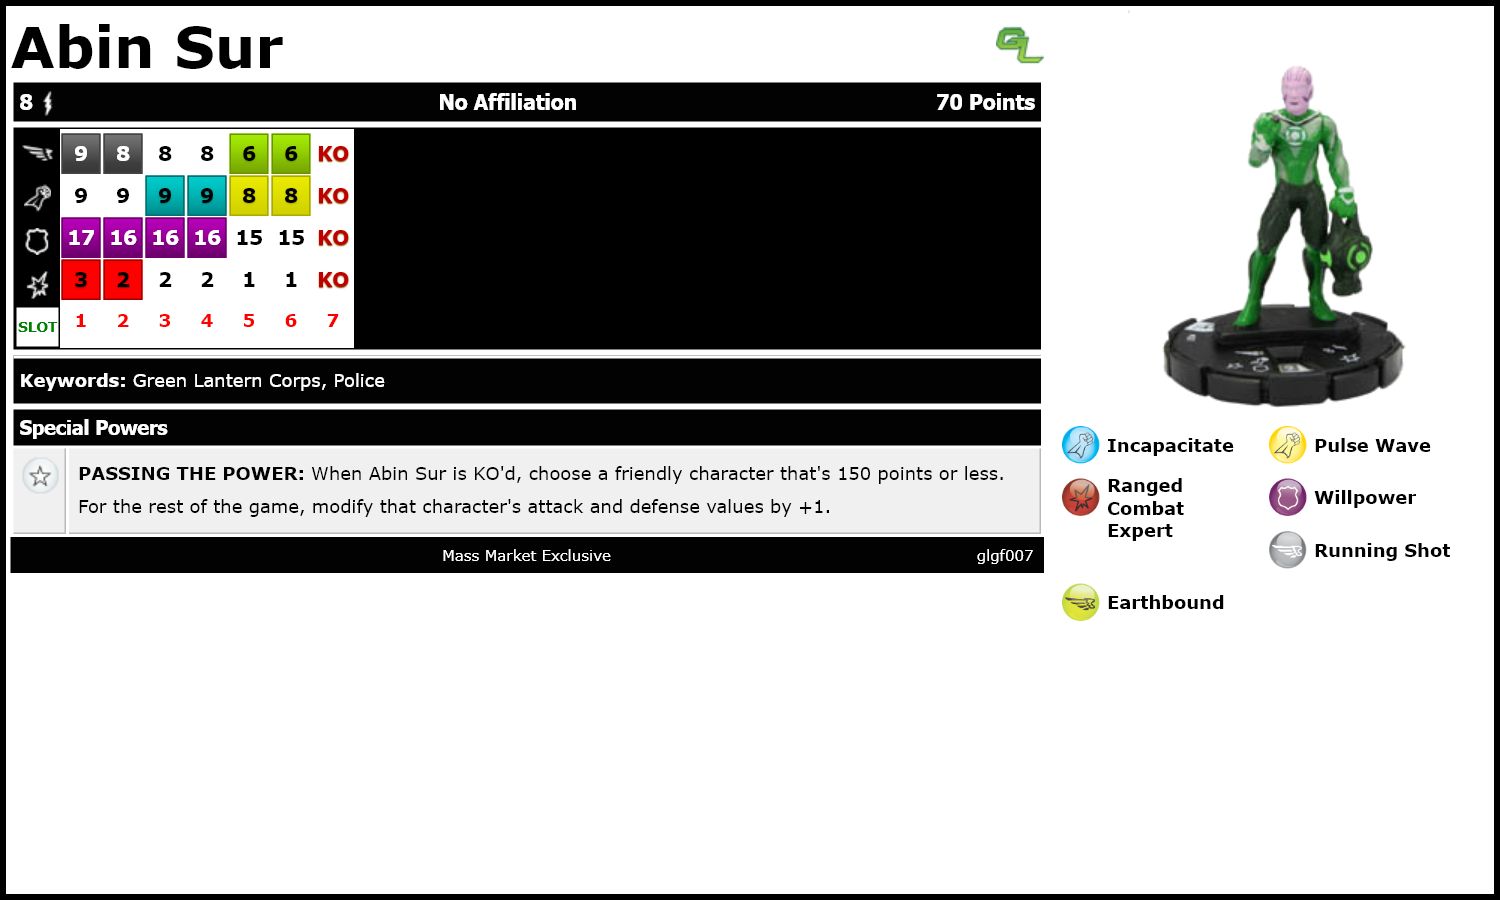 Abin Sur
GL
8 No Affiliation 70 Points
9 8 8 8 6 6 KO
9 9 9 9 8 8 KO
17 16 16 16 15 15 KO
3 2 2 2 1 1 KO
SLOT 1 2 3 4 5 6 7
Keywords: Green Lantern Corps, Police
Special Powers
PASSING THE POWER: When Abin Sur is KO'd, choose a friendly character that's 150 points or less.
For the rest of the game, modify that character's attack and defense values by +1.
Mass Market Exclusive glgf007
Incapacitate
Pulse Wave
Ranged
Combat
Expert
Willpower
Running Shot
Earthbound